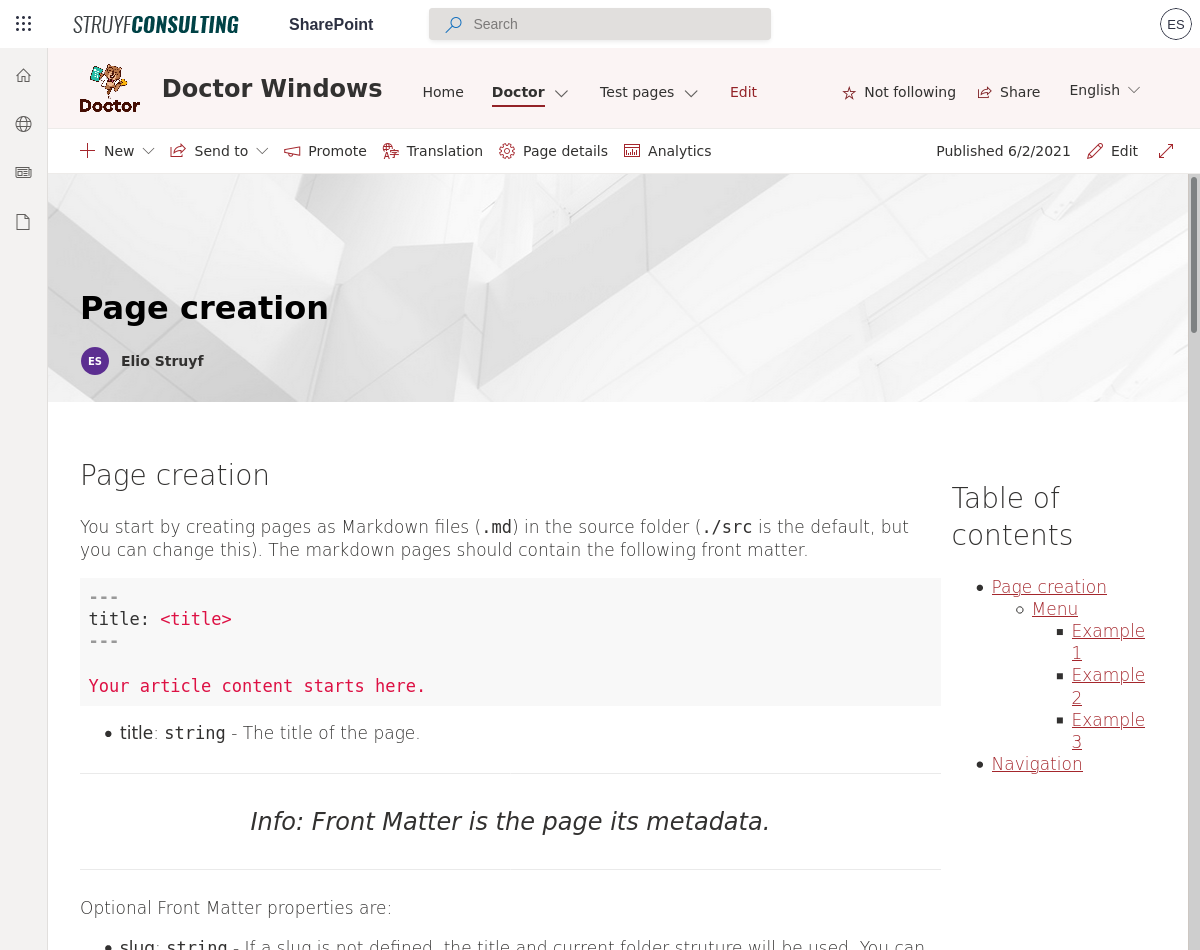 STRUYFCONSULTING SharePoint Search ES
Doctor Doctor Windows Home Doctor Test pages Edit Not following Share English
New Send to Promote Translation Page details Analytics Published 6/2/2021 Edit
Page creation
ES Elio Struyf
Page creation
You start by creating pages as Markdown files (.md) in the source folder (./src is the default, but
you can change this). The markdown pages should contain the following front matter.
---
title: <title>
---
Your article content starts here.
• title: string - The title of the page.
Info: Front Matter is the page its metadata.
Optional Front Matter properties are:
• slug: string - If a slug is not defined, the title and current folder struture will be used. You can
Table of
contents
• Page creation
Menu
Example
1
Example
2
Example
3
• Navigation